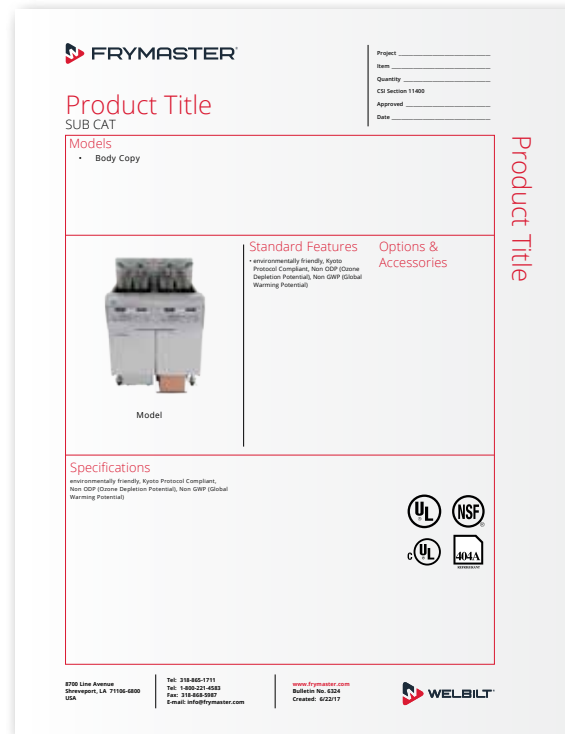 FRYMASTER
Project
Item
Quantity
CSI Section 11400
Approved
Date
Product Title
SUB CAT
Product Title
Models
• Body Copy
Standard Features
• environmentally friendly, Kyoto
Protocol Compliant, Non ODP (Ozone
Depletion Potential), Non GWP (Global
Warming Potential)
Options &
Accessories
Model
Specifications
environmentally friendly, Kyoto Protocol Compliant,
Non ODP (Ozone Depletion Potential), Non GWP (Global
Warming Potential)
UL
NSF
C UL
404A
REFRIGERANT
8700 Line Avenue
Shreveport, LA 71106-6800
USA
Tel: 318-865-1711
Tel: 1-800-221-4583
Fax: 318-868-5987
E-mail: info@frymaster.com
www.frymaster.com
Bulletin No. 6324
Created: 6/22/17
WELBILT